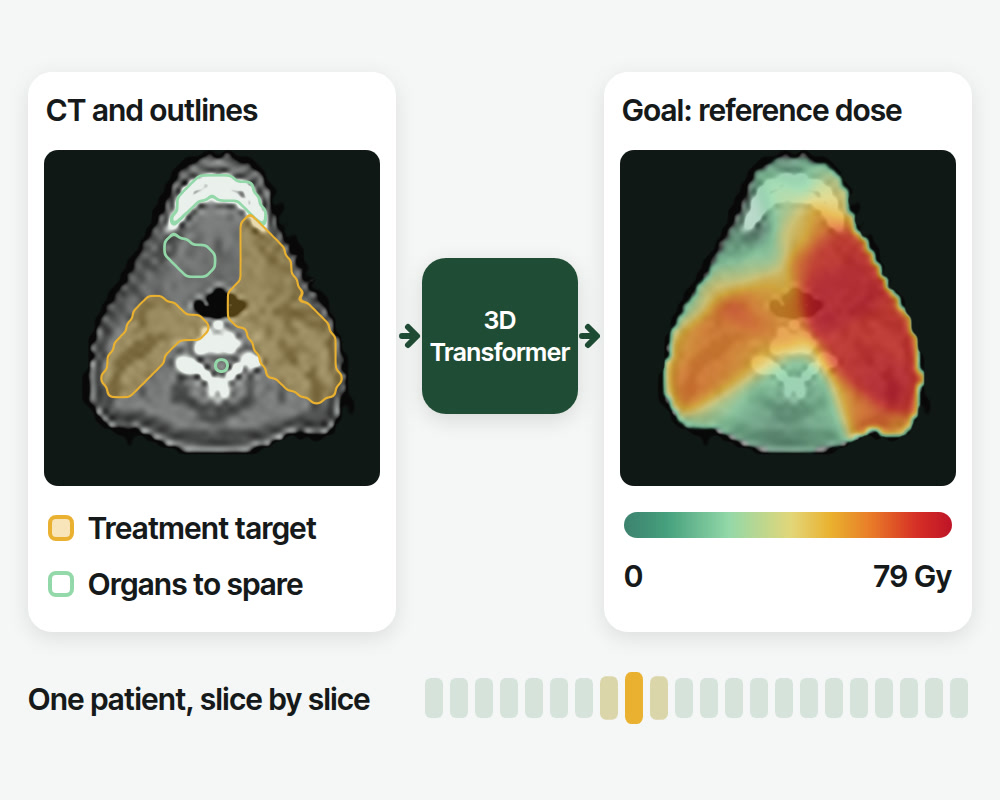 CT and outlines
Goal: reference dose
3D
Transformer
Treatment target
Organs to spare
0
79 Gy
One patient, slice by slice